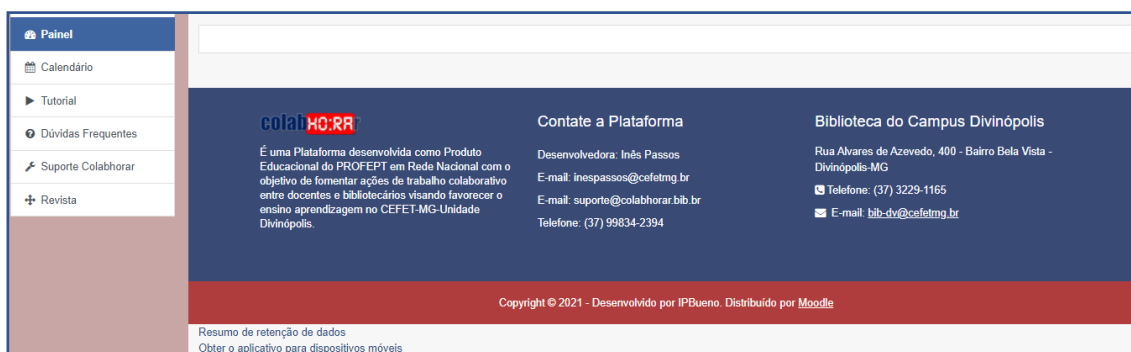 Painel
Calendário
Tutorial
Dúvidas Frequentes
Suporte Colabhorar
Revista
colabHO:RAr
É uma Plataforma desenvolvida como Produto
Educacional do PROFEPT em Rede Nacional com o
objetivo de fomentar ações de trabalho colaborativo
entre docentes e bibliotecários visando favorecer o
ensino aprendizagem no CEFET-MG-Unidade
Divinópolis.
Contate a Plataforma
Desenvolvedora: Inês Passos
E-mail: inespassos@cefetmg.br
E-mail: suporte@colabhorar.bib.br
Telefone: (37) 99834-2394
Biblioteca do Campus Divinópolis
Rua Alvares de Azevedo, 400 - Bairro Bela Vista -
Divinópolis-MG
Telefone: (37) 3229-1165
E-mail: bib-dv@cefetmg.br
Copyright © 2021 - Desenvolvido por IPBueno. Distribuído por Moodle
Resumo de retenção de dados
Obter o aplicativo para dispositivos móveis